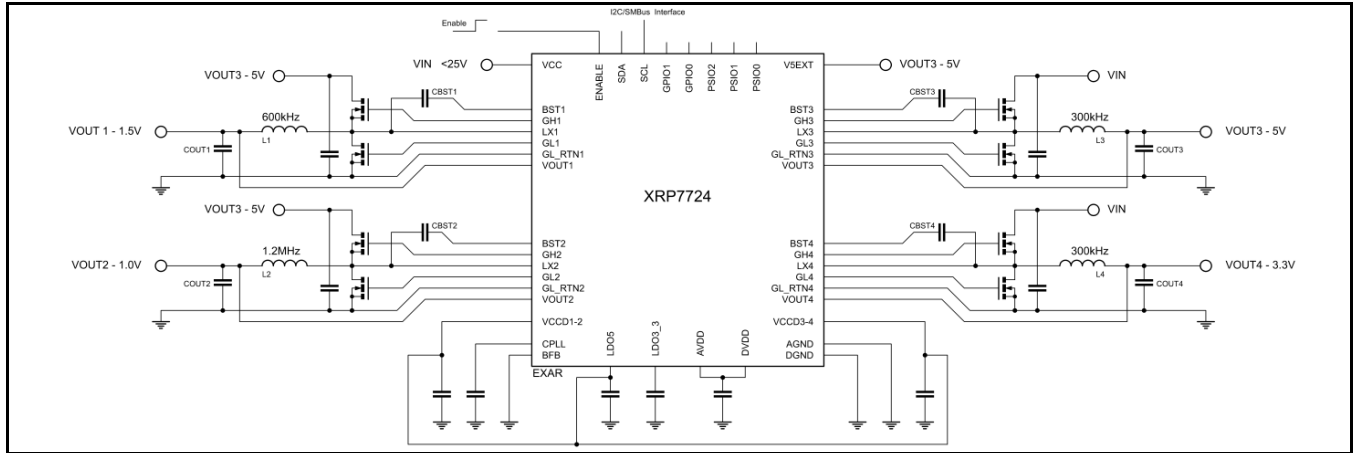 I2C/SMBus Interface
Enable
VIN <25V
VCC
ENABLE
SDA
SCL
GPIO1
GPIO0
PSIO2
PSIO1
PSIO0
V5EXT
VOUT3 - 5V
VOUT3 - 5V
CBST1
BST1
GH1
LX1
GL1
GL_RTN1
VOUT1
600kHz
L1
VOUT 1 - 1.5V
COUT1
VOUT3 - 5V
CBST2
BST2
GH2
LX2
GL2
GL_RTN2
VOUT2
1.2MHz
L2
VOUT2 - 1.0V
COUT2
XRP7724
BST3
GH3
LX3
GL3
GL_RTN3
VOUT3
CBST3
VIN
300kHz
L3
VOUT3 - 5V
COUT3
BST4
GH4
LX4
GL4
GL_RTN4
VOUT4
CBST4
VIN
300kHz
L4
VOUT4 - 3.3V
COUT4
VCCD1-2
CPLL
BFB
LDO5
LDO3_3
AVDD
DVDD
VCCD3-4
AGND
DGND
EXAR